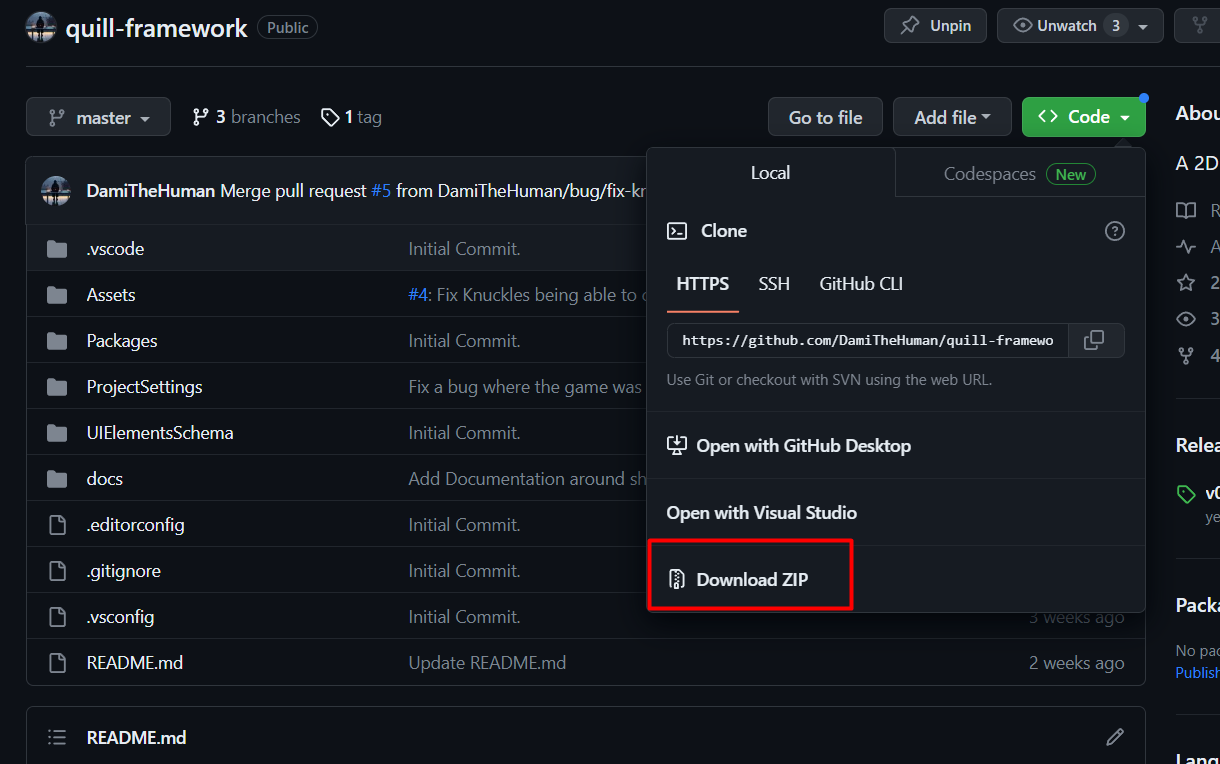 quill-framework Public Unpin Unwatch 3
master 3 branches 1 tag Go to file Add file Code
DamiTheHuman Merge pull request #5 from DamiTheHuman/bug/fix-kn
.vscode Initial Commit.
Assets #4: Fix Knuckles being able to
Packages Initial Commit.
ProjectSettings Fix a bug where the game was
UIElementsSchema Initial Commit.
docs Add Documentation around
.editorconfig Initial Commit.
.gitignore Initial Commit.
.vsconfig Initial Commit. 3 weeks ago
README.md Update README.md 2 weeks ago
README.md
Local Codespaces New
Clone
HTTPS SSH GitHub CLI
https://github.com/DamiTheHuman/quill-framewo
Use Git or checkout with SVN using the web URL.
Open with GitHub Desktop
Open with Visual Studio
Download ZIP
Abou
A 2D
R
A
2
3
4
Relea
v0
ye
Packa
No pac
Publish
Lang